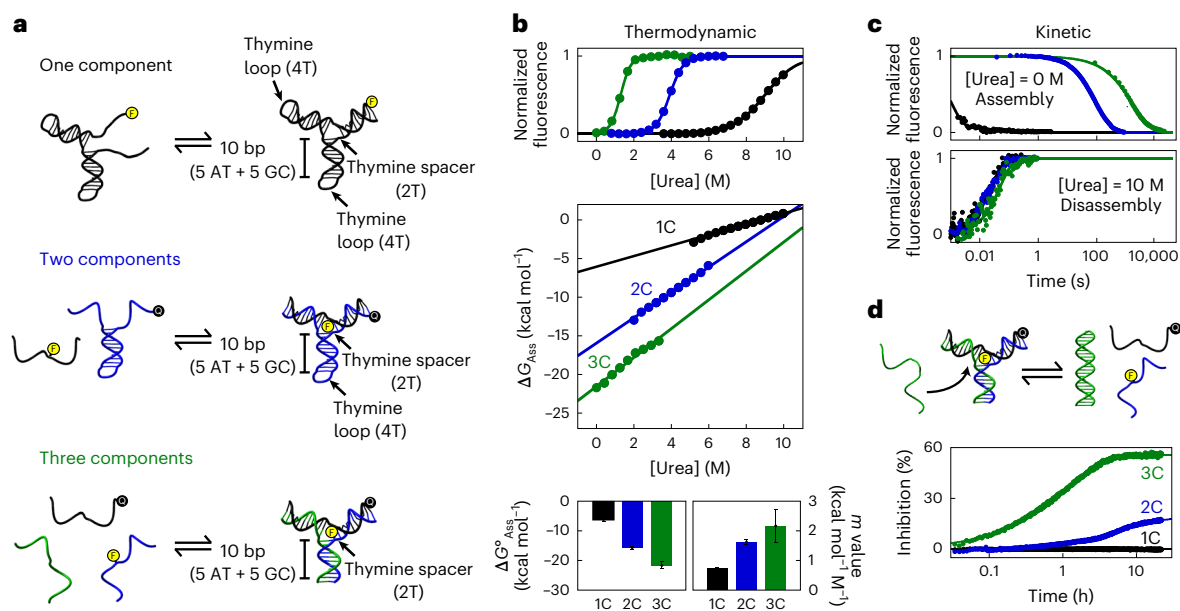 a
One component
Thymine
loop (4T)
F
F
10 bp
(5 AT + 5 GC)
Thymine spacer
(2T)
Thymine
loop (4T)
Two components
Q
F
Q
F
10 bp
(5 AT + 5 GC)
Thymine spacer
(2T)
Thymine
loop (4T)
Three components
Q
F
Q
F
10 bp
(5 AT + 5 GC)
Thymine spacer
(2T)
b
Thermodynamic
Normalized
fluorescence
1
0
0 2 4 6 8 10
[Urea] (M)
ΔG_Ass (kcal mol⁻¹)
0
−5
−10
−15
−20
−25
1C
2C
3C
0 2 4 6 8 10
[Urea] (M)
ΔG°_Ass
(kcal mol⁻¹)
0
−10
−20
−30
1C 2C 3C
3
2
1
0
m value
(kcal mol⁻¹ M⁻¹)
1C 2C 3C
c
Kinetic
Normalized
fluorescence
1
0
[Urea] = 0 M
Assembly
Normalized
fluorescence
1
0
[Urea] = 10 M
Disassembly
0.01 1 100 10,000
Time (s)
d
Q
F
Q
F
Inhibition (%)
60
30
0
3C
2C
1C
0.1 1 10
Time (h)